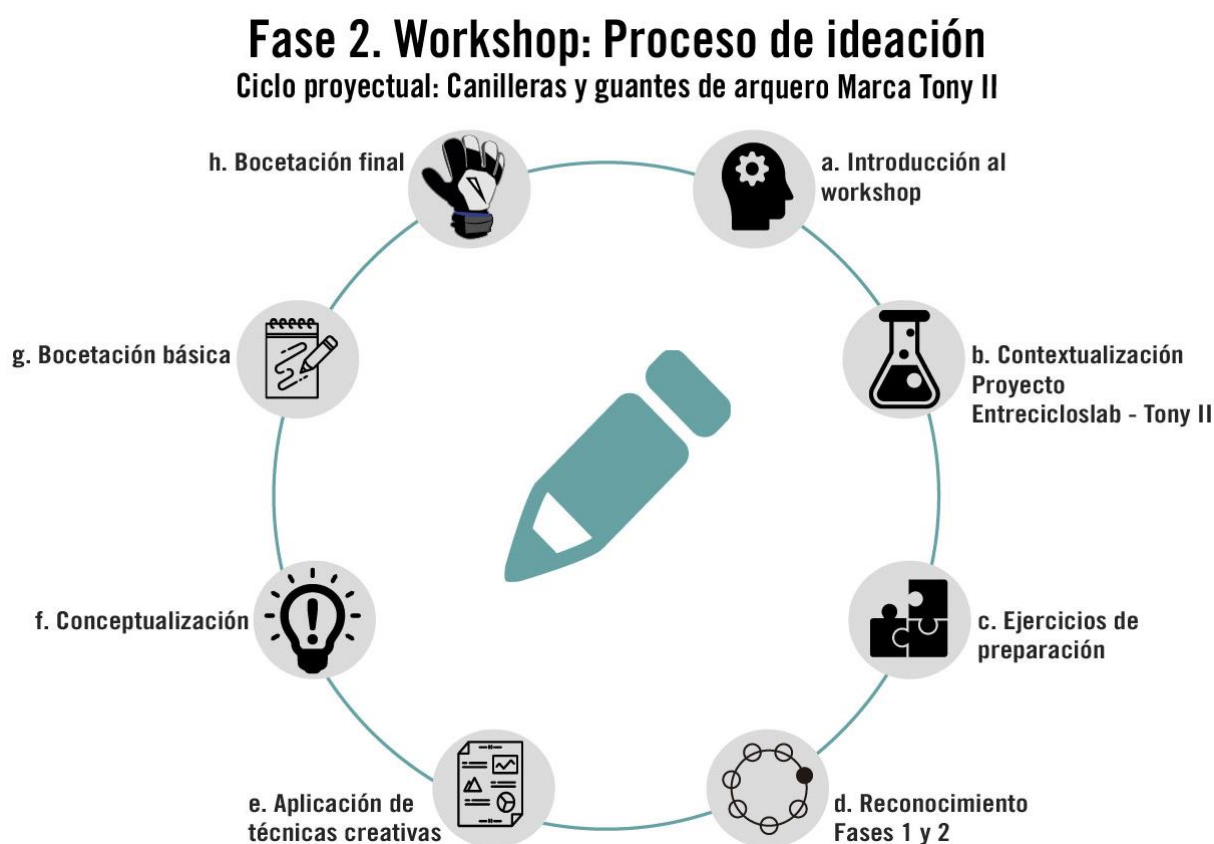 Fase 2. Workshop: Proceso de ideación
Ciclo proyectual: Canilleras y guantes de arquero Marca Tony II
a. Introducción al
workshop
b. Contextualización
Proyecto
Entrecicloslab - Tony II
c. Ejercicios de
preparación
d. Reconocimiento
Fases 1 y 2
e. Aplicación de
técnicas creativas
f. Conceptualización
g. Bocetación básica
h. Bocetación final